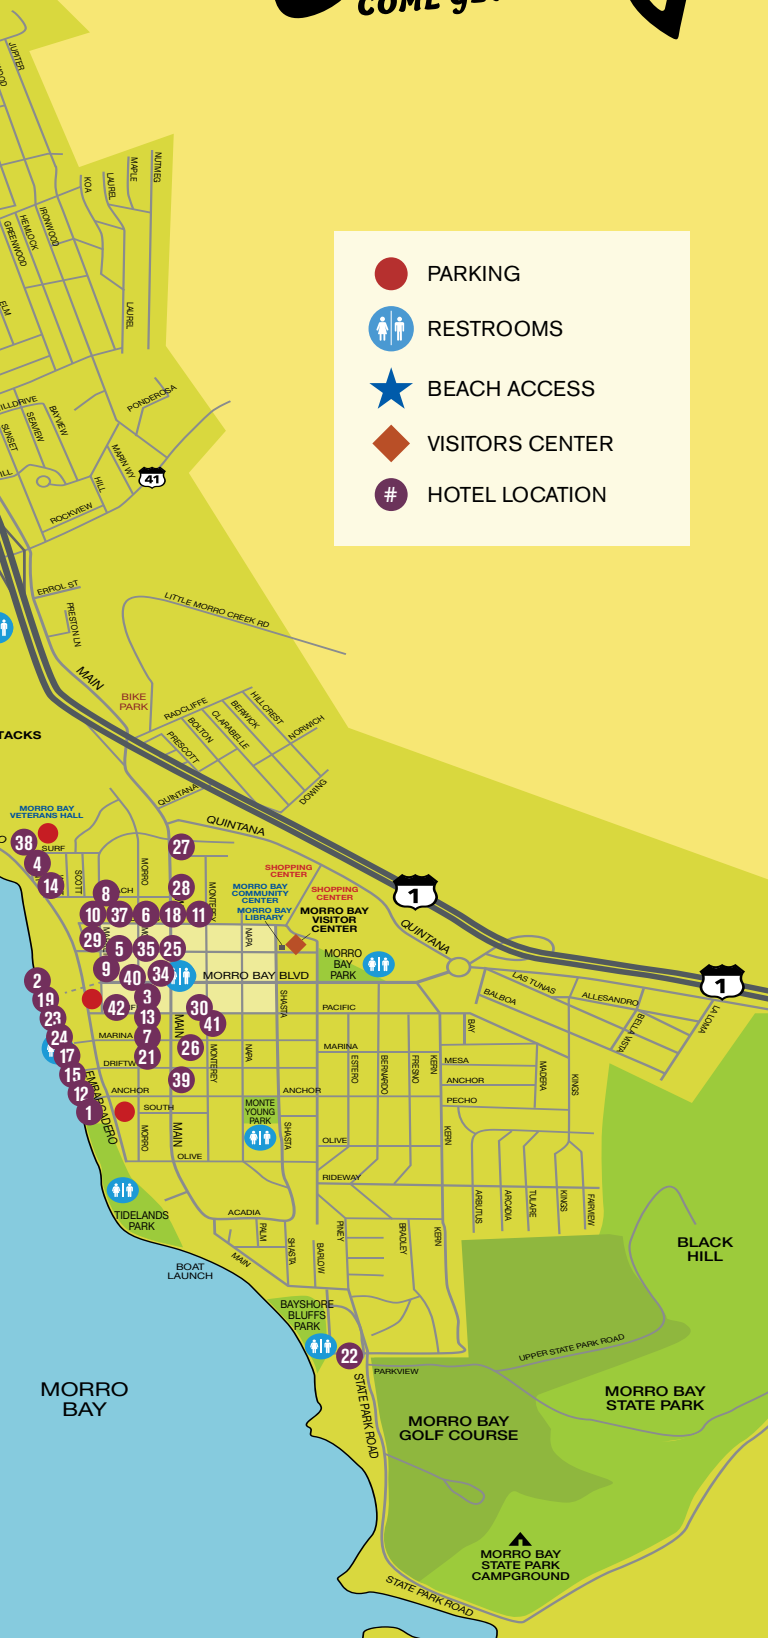 COME
JUPITER
KOA
LAUREL
MAPLE
NUTMEG
IRONWOOD
HEMLOCK
GREENWOOD
ELM
LAUREL
PARKING
RESTROOMS
BEACH ACCESS
VISITORS CENTER
# HOTEL LOCATION
PONDEROSA
SUNSET
SEAVIEW
BAYVIEW
MARIN WY
HILL
41
ROCKVIEW
ERROL ST
PRESTON LN
LITTLE MORRO CREEK RD
MAIN
BIKE
PARK
RADCLIFFE
HILLCREST
BERWICK
CLARABELLE
BOLTON
PRESCOTT
NORWICH
DOWING
QUINTANA
TACKS
MORRO BAY
VETERANS HALL
QUINTANA
38
SURF
4
14
SCOTT
MORRO
27
28
8
10
37
6
18
11
MONTEREY
SHOPPING
CENTER
MORRO BAY
COMMUNITY
CENTER
SHOPPING
CENTER
MORRO BAY
LIBRARY
MORRO BAY
VISITOR
CENTER
1
QUINTANA
29
5
35
25
NAPA
MORRO
BAY
PARK
9
40
34
MORRO BAY BLVD
1
2
19
23
24
17
15
12
1
42
3
13
7
21
30
41
26
39
MAIN
SHASTA
PACIFIC
MARINA
MARINA
MONTEREY
NAPA
ANCHOR
ANCHOR
SOUTH
EMBARCADERO
MORRO
MAIN
OLIVE
MONTE
YOUNG
PARK
SHASTA
OLIVE
RIDEWAY
ESTERO
BERNARDO
FRESNO
KERN
MESA
ANCHOR
PECHO
KERN
BAY
BALBOA
LAS TUNAS
ALLESANDRO
BELLA VISTA
LA LOMA
MADERA
KINGS
ARBUTUS
ARCADIA
TULARE
KINGS
FAIRVIEW
TIDELANDS
PARK
BOAT
LAUNCH
ACADIA
PALM
MAIN
SHASTA
BARLOW
PINEY
BRADLEY
KERN
BAYSHORE
BLUFFS
PARK
22
PARKVIEW
STATE PARK ROAD
BLACK
HILL
UPPER STATE PARK ROAD
MORRO BAY
STATE PARK
MORRO
BAY
MORRO BAY
GOLF COURSE
MORRO BAY
STATE PARK
CAMPGROUND
STATE PARK ROAD